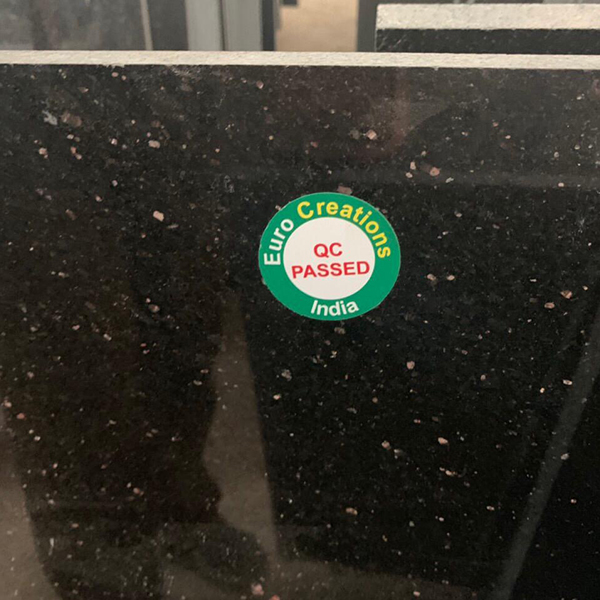 Euro Creations
QC
PASSED
India